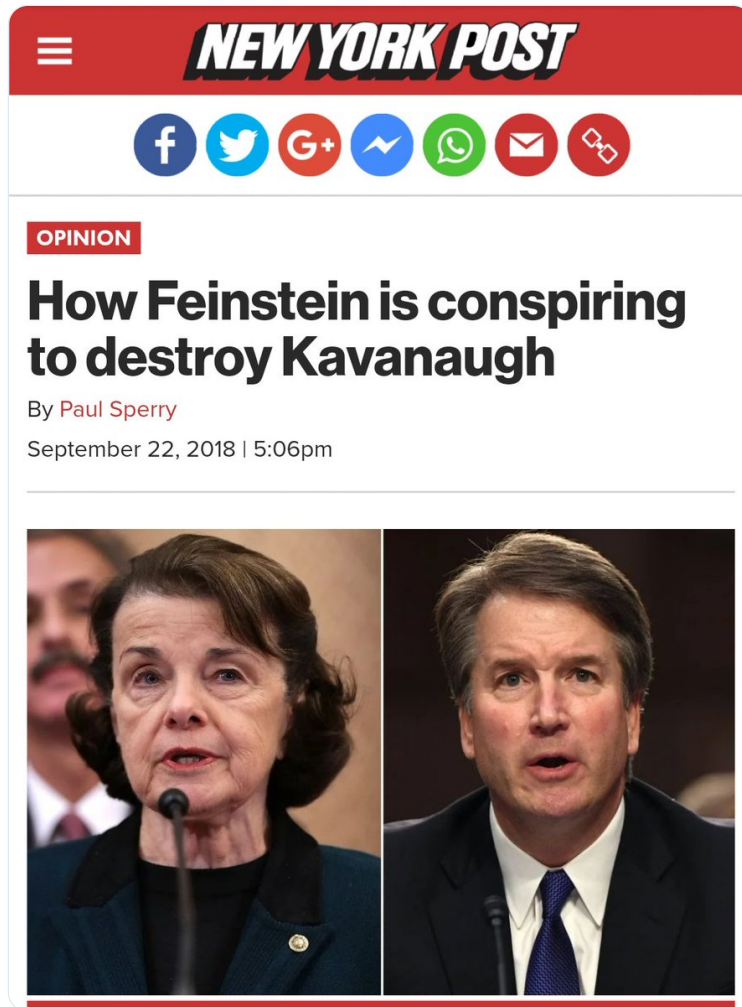 NEW YORK POST
OPINION
How Feinstein is conspiring
to destroy Kavanaugh
By Paul Sperry
September 22, 2018 | 5:06pm